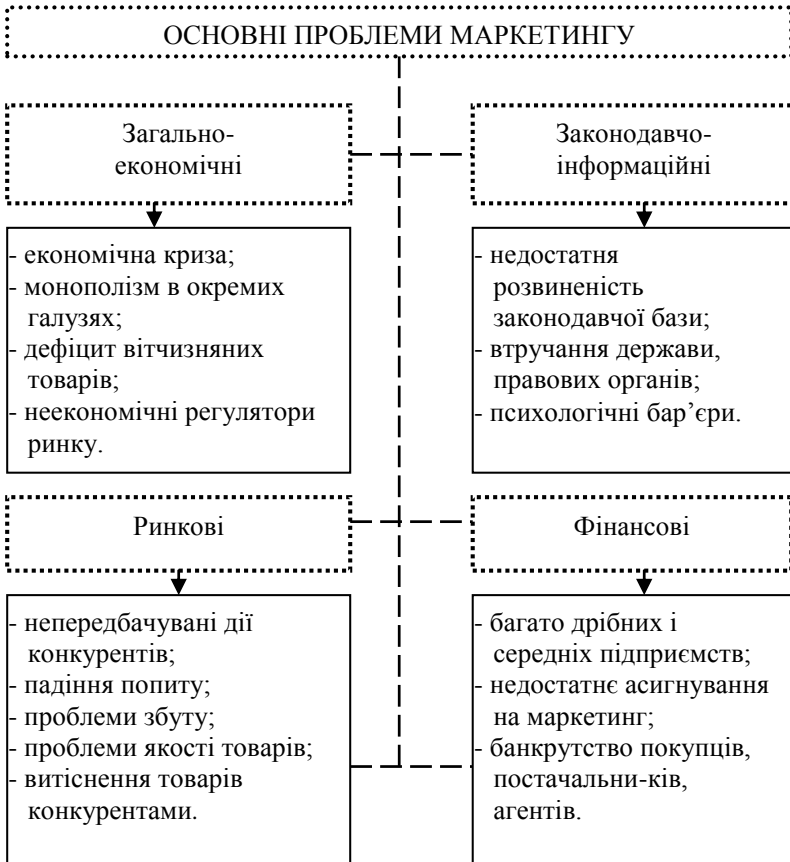 ОСНОВНІ ПРОБЛЕМИ МАРКЕТИНГУ
Загально-
економічні
Законодавчо-
інформаційні
- економічна криза;
- монополізм в окремих
галузях;
- дефіцит вітчизняних
товарів;
- неекономічні регулятори
ринку.
- недостатня
розвиненість
законодавчої бази;
- втручання держави,
правових органів;
- психологічні бар’єри.
Ринкові
Фінансові
- непередбачувані дії
конкурентів;
- падіння попиту;
- проблеми збуту;
- проблеми якості товарів;
- витіснення товарів
конкурентами.
- багато дрібних і
середніх підприємств;
- недостатнє асигнування
на маркетинг;
- банкрутство покупців,
постачальни-ків,
агентів.